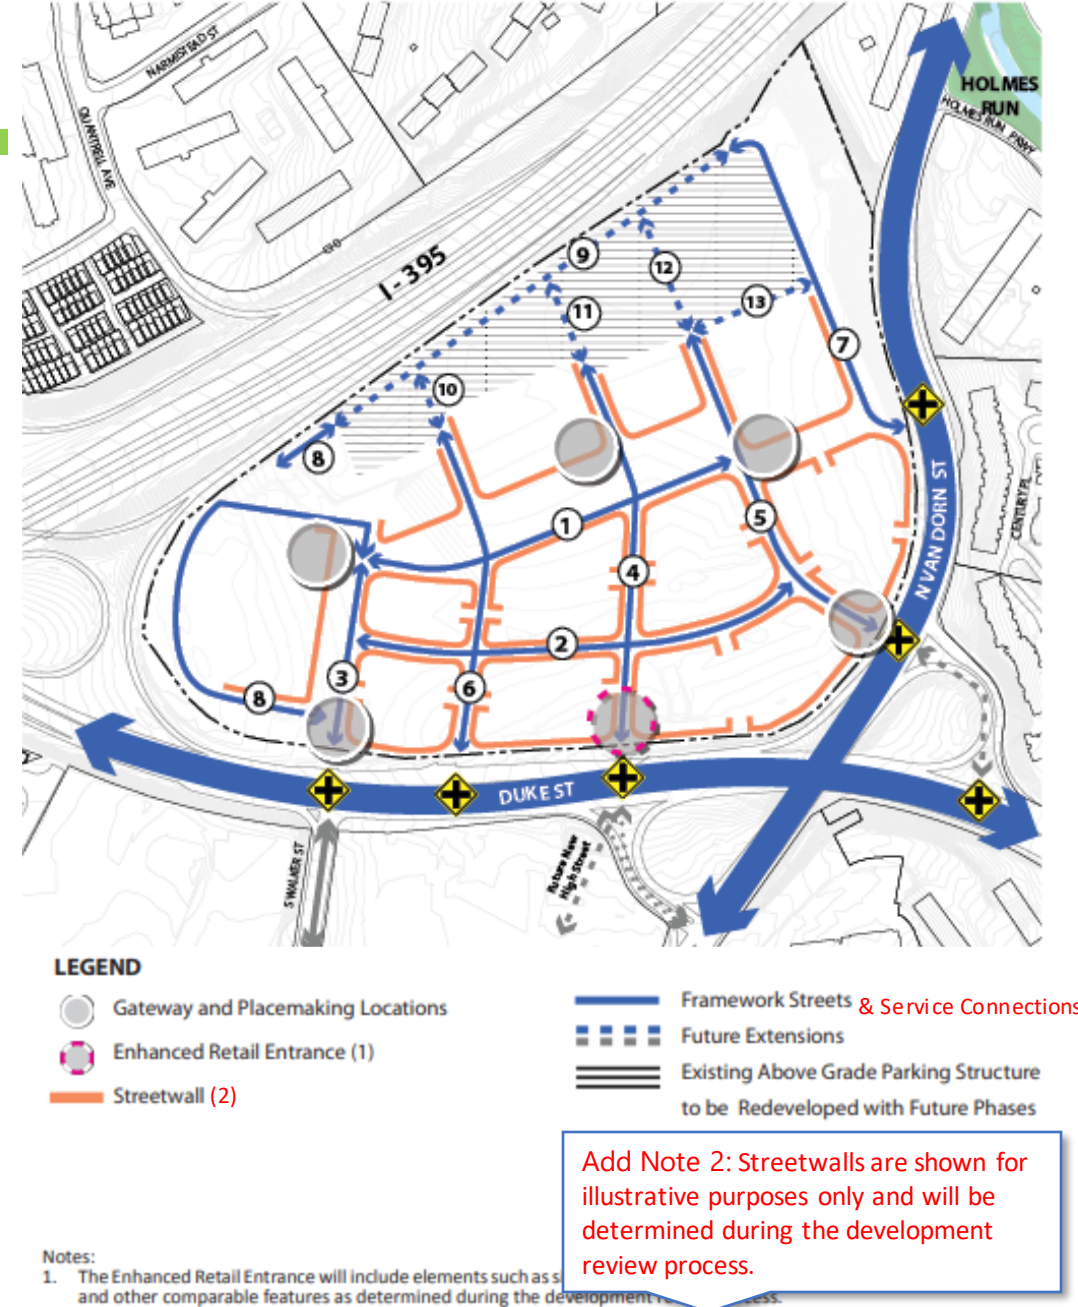 NARMISTEAD ST
QUANTRELL AVE
HOLMES
RUN
HOLMES RUN PKWY
I - 395
9
12
11
13
7
10
8
1
5
4
2
3
6
8
CENTURY PL
N VAN DORN ST
DUKE ST
S WALKER ST
Future New
High Street
LEGEND
Gateway and Placemaking Locations
Enhanced Retail Entrance (1)
Streetwall (2)
Framework Streets & Service Connections
Future Extensions
Existing Above Grade Parking Structure
to be Redeveloped with Future Phases
Add Note 2: Streetwalls are shown for
illustrative purposes only and will be
determined during the development
review process.
Notes:
1. The Enhanced Retail Entrance will include elements such as
and other comparable features as determined during the development